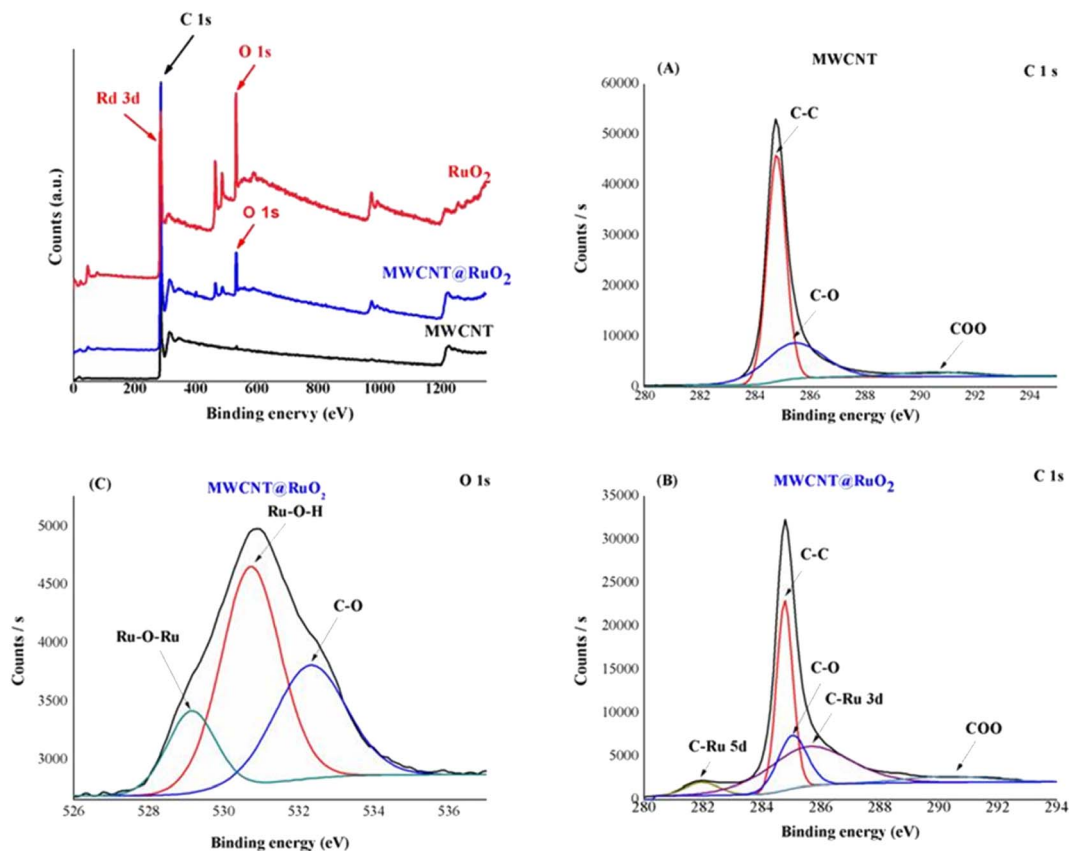 C 1s
O 1s
Rd 3d
RuO2
O 1s
MWCNT@RuO2
MWCNT
Counts (a.u.)
0 200 400 600 800 1000 1200
Binding enervy (eV)
(A) MWCNT C 1 s
70000
60000
50000
40000
30000
20000
10000
0
C-C
C-O
COO
Counts / s
280 282 284 286 288 290 292 294
Binding energy (eV)
(C) MWCNT@RuO2 O 1s
Ru-O-H
C-O
Ru-O-Ru
5000
4500
4000
3500
3000
Counts / s
526 528 530 532 534 536
Binding energy (eV)
(B) MWCNT@RuO2 C 1s
35000
30000
25000
20000
15000
10000
5000
0
C-C
C-O
C-Ru 3d
C-Ru 5d
COO
Counts / s
280 282 284 286 288 290 292 294
Binding energy (eV)